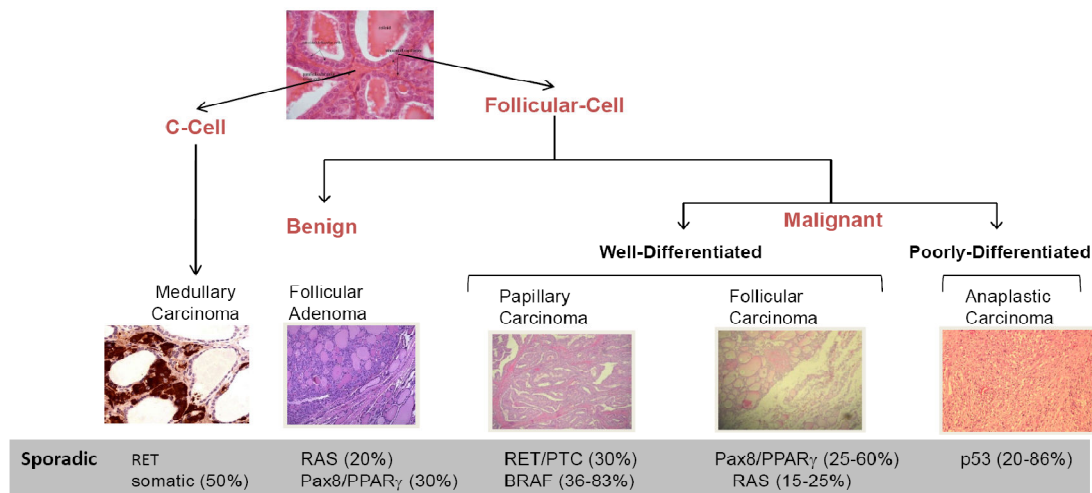 Follicular-Cell
C-Cell
Benign
Malignant
Well-Differentiated
Poorly-Differentiated
Medullary
Carcinoma
Follicular
Adenoma
Papillary
Carcinoma
Follicular
Carcinoma
Anaplastic
Carcinoma
Sporadic
RET
somatic (50%)
RAS (20%)
Pax8/PPARγ (30%)
RET/PTC (30%)
BRAF (36-83%)
Pax8/PPARγ (25-60%)
RAS (15-25%)
p53 (20-86%)